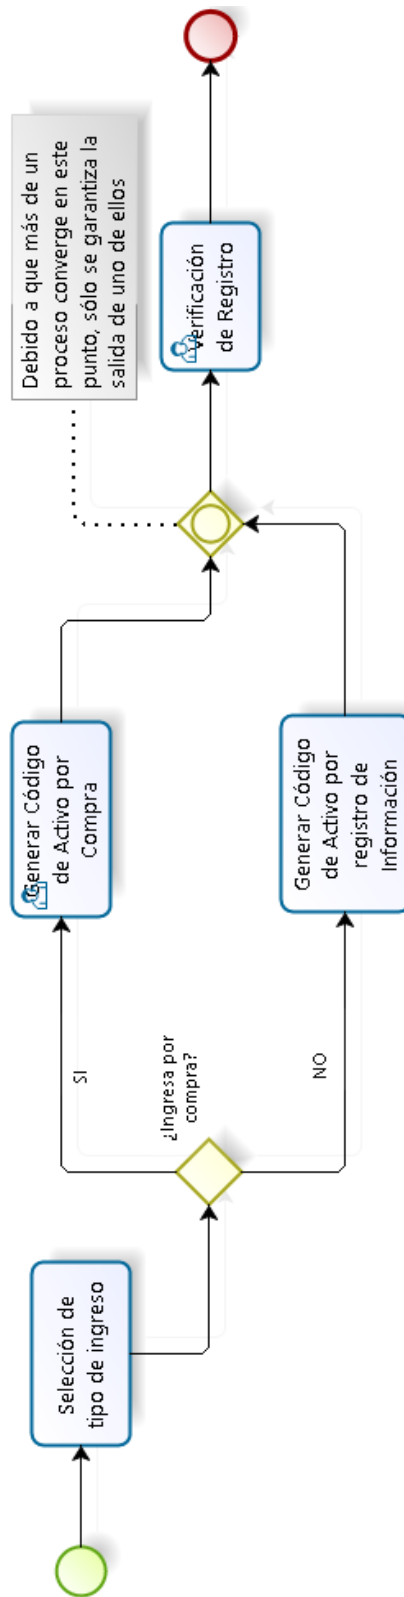 Selección de
tipo de ingreso
¿Ingresa por
compra?
SI
NO
Generar Código
de Activo por
Compra
Generar Código
de Activo por
registro de
Información
Debido a que más de un
proceso converge en este
punto, sólo se garantiza la
salida de uno de ellos
Verificación
de Registro